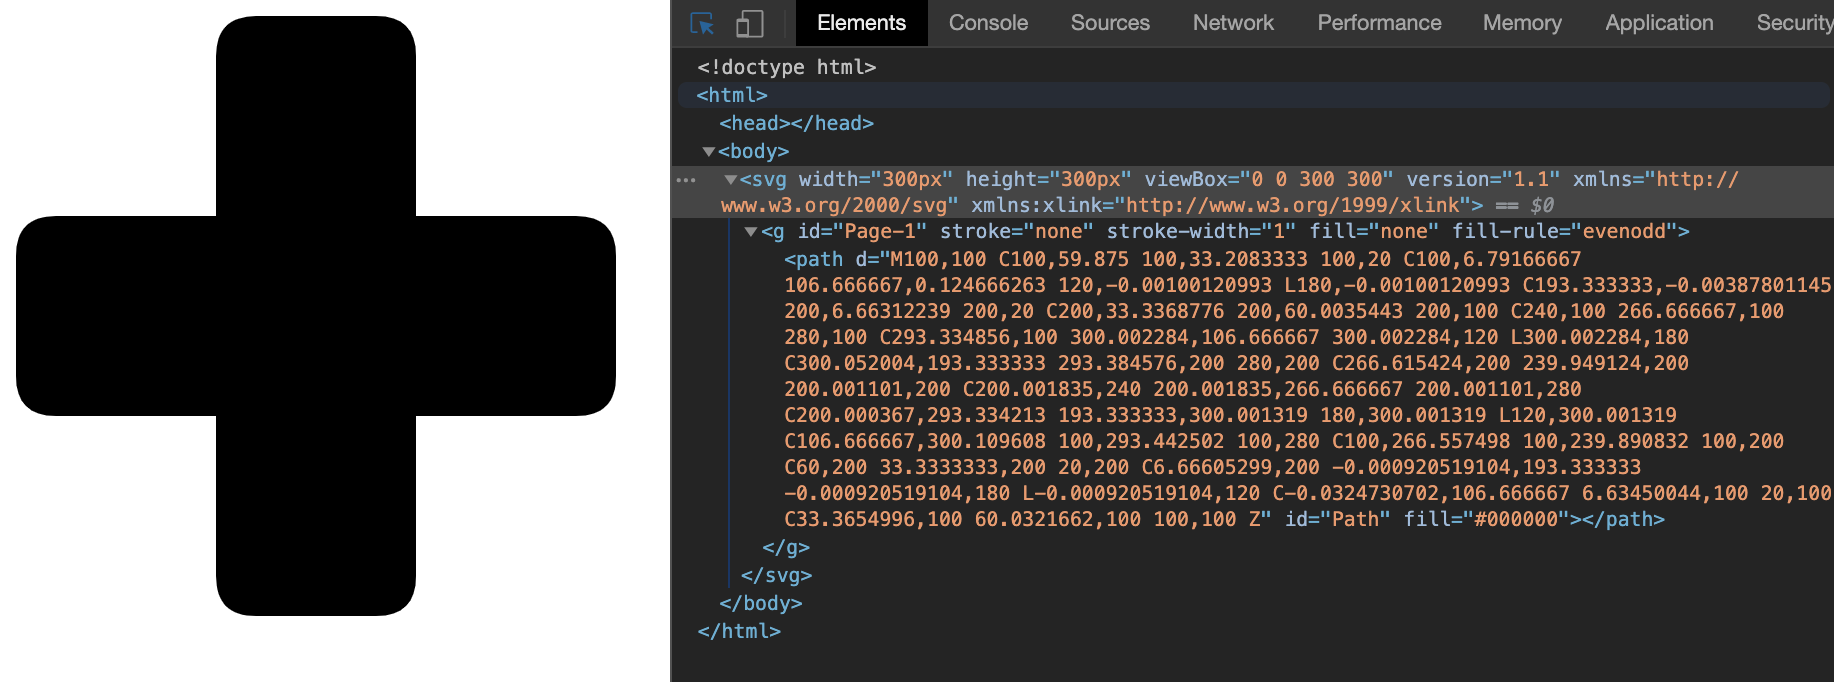 Elements Console Sources Network Performance Memory Application Security
<!doctype html>
<html>
<head></head>
▼<body>
··· ▼<svg width="300px" height="300px" viewBox="0 0 300 300" version="1.1" xmlns="http://
www.w3.org/2000/svg" xmlns:xlink="http://www.w3.org/1999/xlink"> == $0
▼<g id="Page-1" stroke="none" stroke-width="1" fill="none" fill-rule="evenodd">
<path d="M100,100 C100,59.875 100,33.2083333 100,20 C100,6.79166667
106.666667,0.124666263 120,-0.00100120993 L180,-0.00100120993 C193.333333,-0.00387801145
200,6.66312239 200,20 C200,33.3368776 200,60.0035443 200,100 C240,100 266.666667,100
280,100 C293.334856,100 300.002284,106.666667 300.002284,120 L300.002284,180
C300.052004,193.333333 293.384576,200 280,200 C266.615424,200 239.949124,200
200.001101,200 C200.001835,240 200.001835,266.666667 200.001101,280
C200.000367,293.334213 193.333333,300.001319 180,300.001319 L120,300.001319
C106.666667,300.109608 100,293.442502 100,280 C100,266.557498 100,239.890832 100,200
C60,200 33.3333333,200 20,200 C6.66605299,200 -0.000920519104,193.333333
-0.000920519104,180 L-0.000920519104,120 C-0.0324730702,106.666667 6.63450044,100 20,100
C33.3654996,100 60.0321662,100 100,100 Z" id="Path" fill="#000000"></path>
</g>
</svg>
</body>
</html>